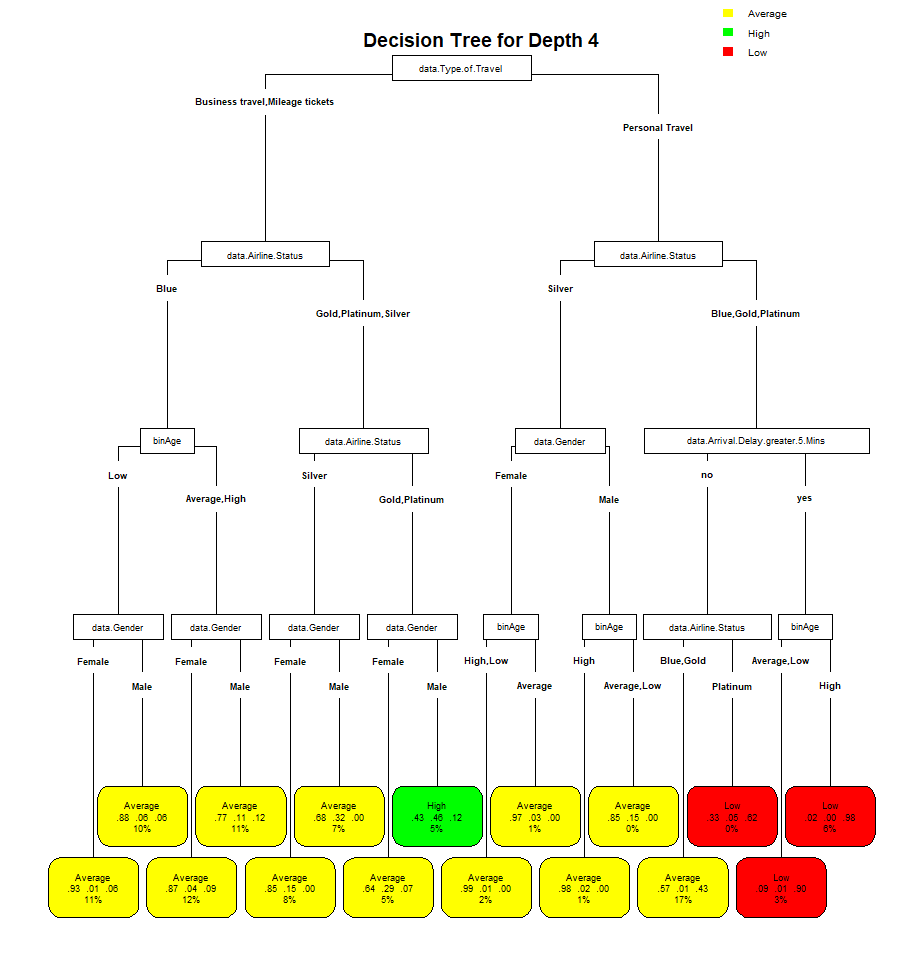 Average
High
Low
Decision Tree for Depth 4
data.Type.of.Travel
Business travel,Mileage tickets
Personal Travel
data.Airline.Status
data.Airline.Status
Blue
Silver
Gold,Platinum,Silver
Blue,Gold,Platinum
binAge
data.Airline.Status
data.Gender
data.Arrival.Delay.greater.5.Mins
Low
Silver
Female
no
Average,High
Gold,Platinum
Male
yes
data.Gender
data.Gender
data.Gender
data.Gender
binAge
binAge
data.Airline.Status
binAge
Female
Female
Female
Female
High,Low
High
Blue,Gold
Average,Low
Male
Male
Male
Male
Average
Average,Low
Platinum
High
Average
.88 .06 .06
10%
Average
.77 .11 .12
11%
Average
.68 .32 .00
7%
High
.43 .46 .12
5%
Average
.97 .03 .00
1%
Average
.85 .15 .00
0%
Low
.33 .05 .62
0%
Low
.02 .00 .98
6%
Average
.93 .01 .06
11%
Average
.87 .04 .09
12%
Average
.85 .15 .00
8%
Average
.64 .29 .07
5%
Average
.99 .01 .00
2%
Average
.98 .02 .00
1%
Average
.57 .01 .43
17%
Low
.09 .01 .90
3%